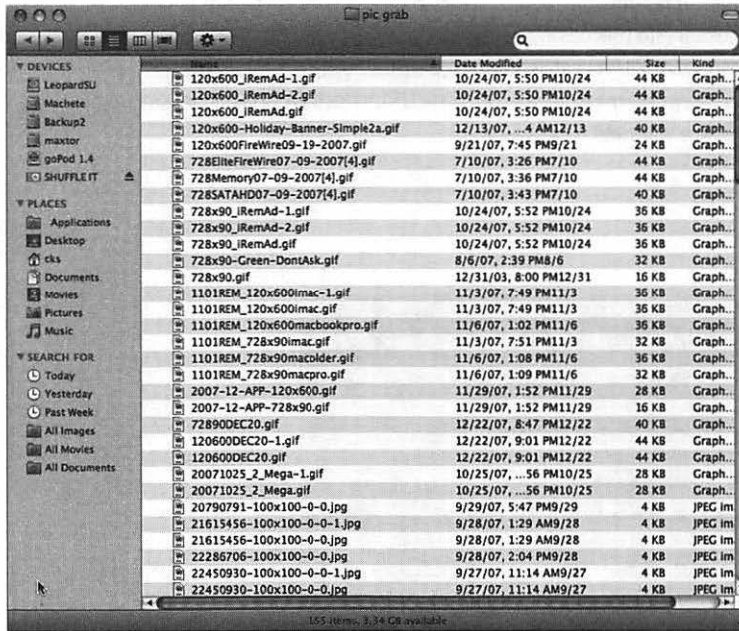 pic grab
Name Date Modified Size Kind
DEVICES
LeopardSU
Machete
Backup2
maxtor
goPod 1.4
SHUFFLE IT
PLACES
Applications
Desktop
cks
Documents
Movies
Pictures
Music
SEARCH FOR
Today
Yesterday
Past Week
All Images
All Movies
All Documents
120x600_iRemAd-1.gif 10/24/07, 5:50 PM10/24 44 KB Graph...
120x600_iRemAd-2.gif 10/24/07, 5:50 PM10/24 44 KB Graph...
120x600_iRemAd.gif 10/24/07, 5:50 PM10/24 44 KB Graph...
120x600-Holiday-Banner-Simple2a.gif 12/13/07, ...4 AM12/13 40 KB Graph...
120x600FireWire09-19-2007.gif 9/21/07, 7:45 PM9/21 24 KB Graph...
728EliteFireWire07-09-2007[4].gif 7/10/07, 3:26 PM7/10 44 KB Graph...
728Memory07-09-2007[4].gif 7/10/07, 3:36 PM7/10 44 KB Graph...
728SATAHD07-09-2007[4].gif 7/10/07, 3:43 PM7/10 40 KB Graph...
728x90_iRemAd-1.gif 10/24/07, 5:52 PM10/24 36 KB Graph...
728x90_iRemAd-2.gif 10/24/07, 5:52 PM10/24 36 KB Graph...
728x90_iRemAd.gif 10/24/07, 5:52 PM10/24 36 KB Graph...
728x90-Green-DontAsk.gif 8/6/07, 2:39 PM8/6 32 KB Graph...
728x90.gif 12/31/03, 8:00 PM12/31 16 KB Graph...
1101REM_120x600imac-1.gif 11/3/07, 7:49 PM11/3 36 KB Graph...
1101REM_120x600imac.gif 11/3/07, 7:49 PM11/3 36 KB Graph...
1101REM_120x600macbookpro.gif 11/6/07, 1:02 PM11/6 36 KB Graph...
1101REM_728x90imac.gif 11/3/07, 7:51 PM11/3 32 KB Graph...
1101REM_728x90macolder.gif 11/6/07, 1:08 PM11/6 36 KB Graph...
1101REM_728x90macpro.gif 11/6/07, 1:09 PM11/6 32 KB Graph...
2007-12-APP-120x600.gif 11/29/07, 1:52 PM11/29 28 KB Graph...
2007-12-APP-728x90.gif 11/29/07, 1:52 PM11/29 16 KB Graph...
72890DEC20.gif 12/22/07, 8:47 PM12/22 40 KB Graph...
120600DEC20-1.gif 12/22/07, 9:01 PM12/22 44 KB Graph...
120600DEC20.gif 12/22/07, 9:01 PM12/22 44 KB Graph...
20071025_2_Mega-1.gif 10/25/07, ...56 PM10/25 28 KB Graph...
20071025_2_Mega.gif 10/25/07, ...56 PM10/25 28 KB Graph...
20790791-100x100-0-0.jpg 9/29/07, 5:47 PM9/29 4 KB JPEG im
21615456-100x100-0-0-1.jpg 9/28/07, 1:29 AM9/28 4 KB JPEG im
21615456-100x100-0-0.jpg 9/28/07, 1:29 AM9/28 4 KB JPEG im
22286706-100x100-0-0.jpg 9/28/07, 2:04 PM9/28 4 KB JPEG im
22450930-100x100-0-0-1.jpg 9/27/07, 11:14 AM9/27 4 KB JPEG im
22450930-100x100-0-0.jpg 9/27/07, 11:14 AM9/27 4 KB JPEG im
155 items, 3.34 GB available